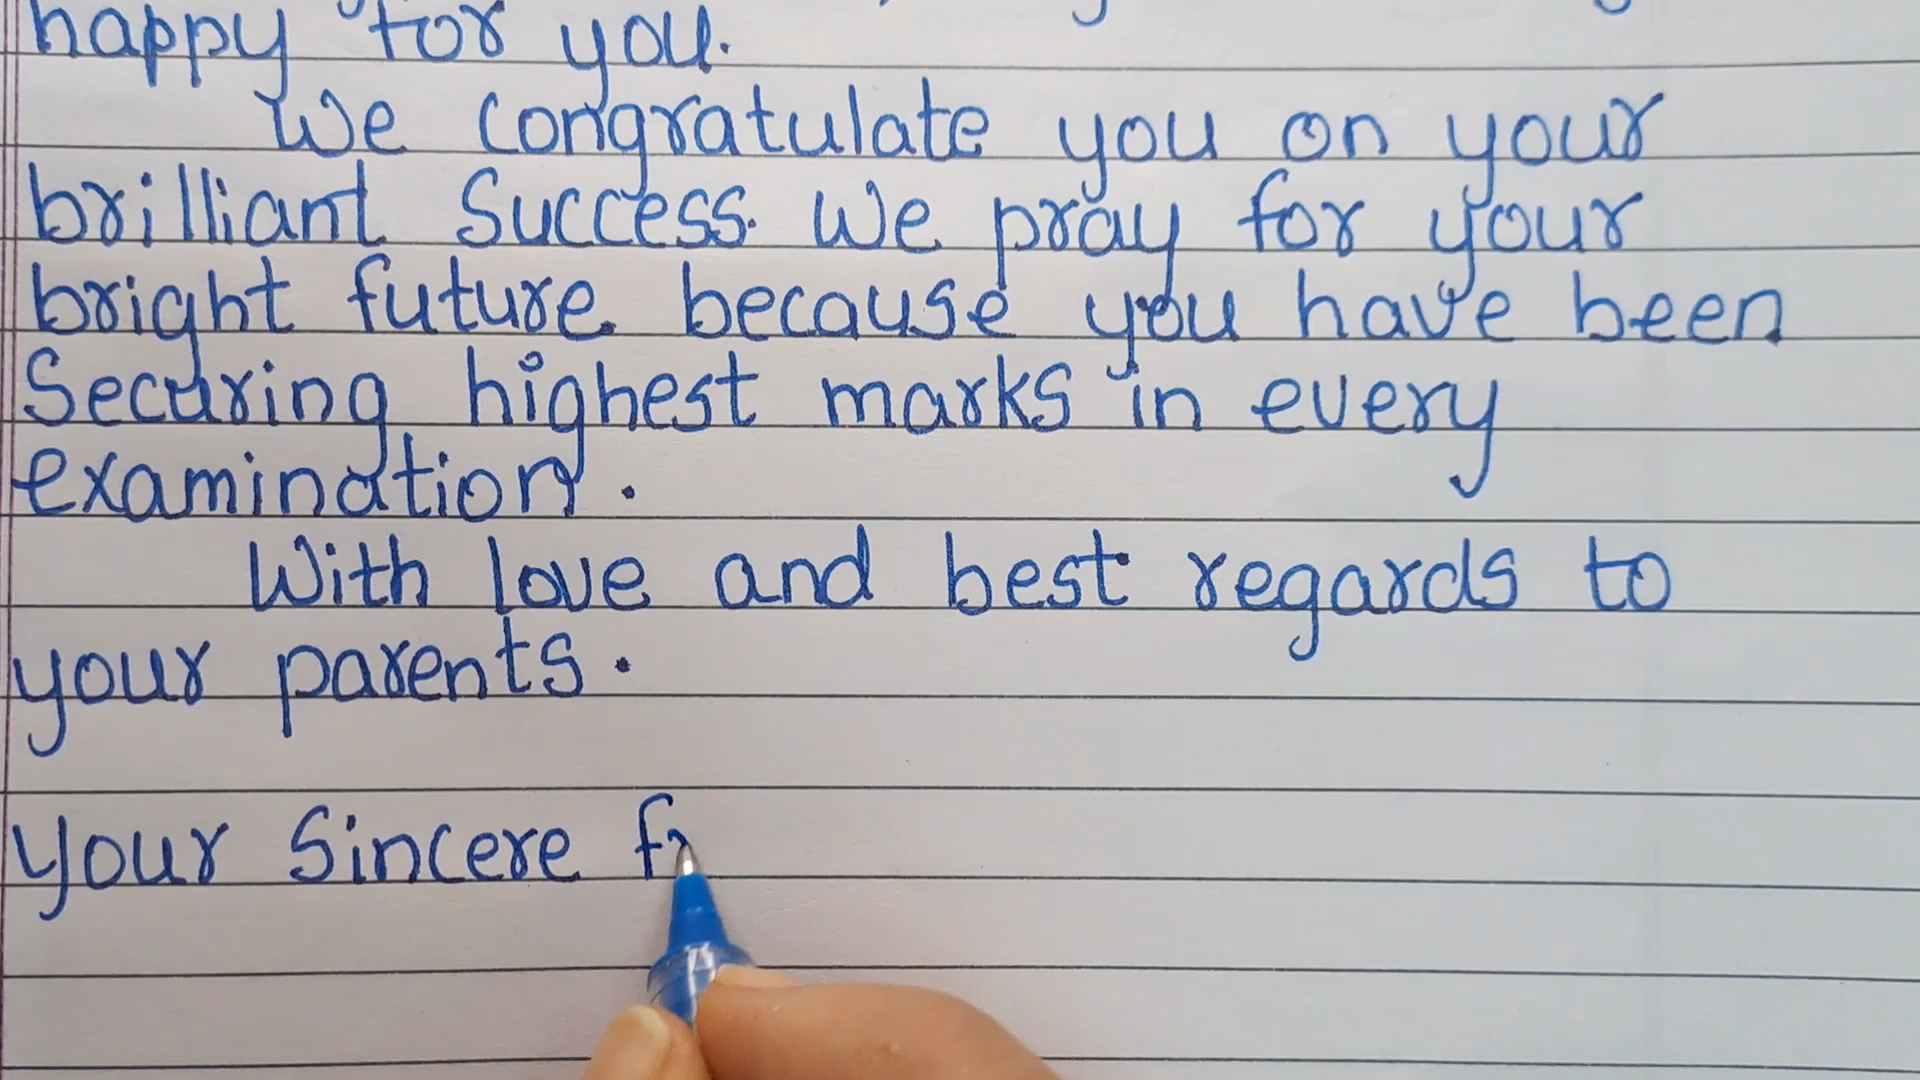 happy for you.
We congratulate you on your
brilliant Success. We pray for your
bright future because you have been
Securing highest marks in every
examination.
With love and best regards to
your parents.
your Sincere fr